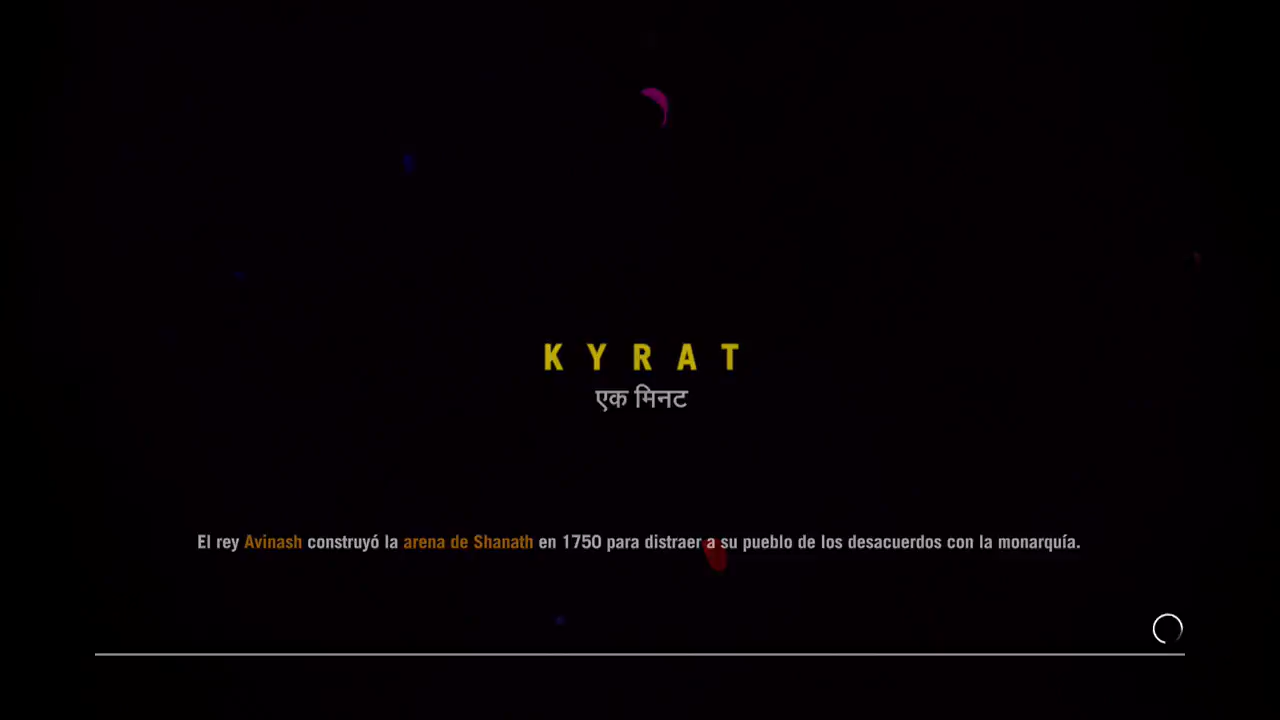 KYRAT
एक मिनट
El rey Avinash construyó la arena de Shanath en 1750 para distraer a su pueblo de los desacuerdos con la monarquía.